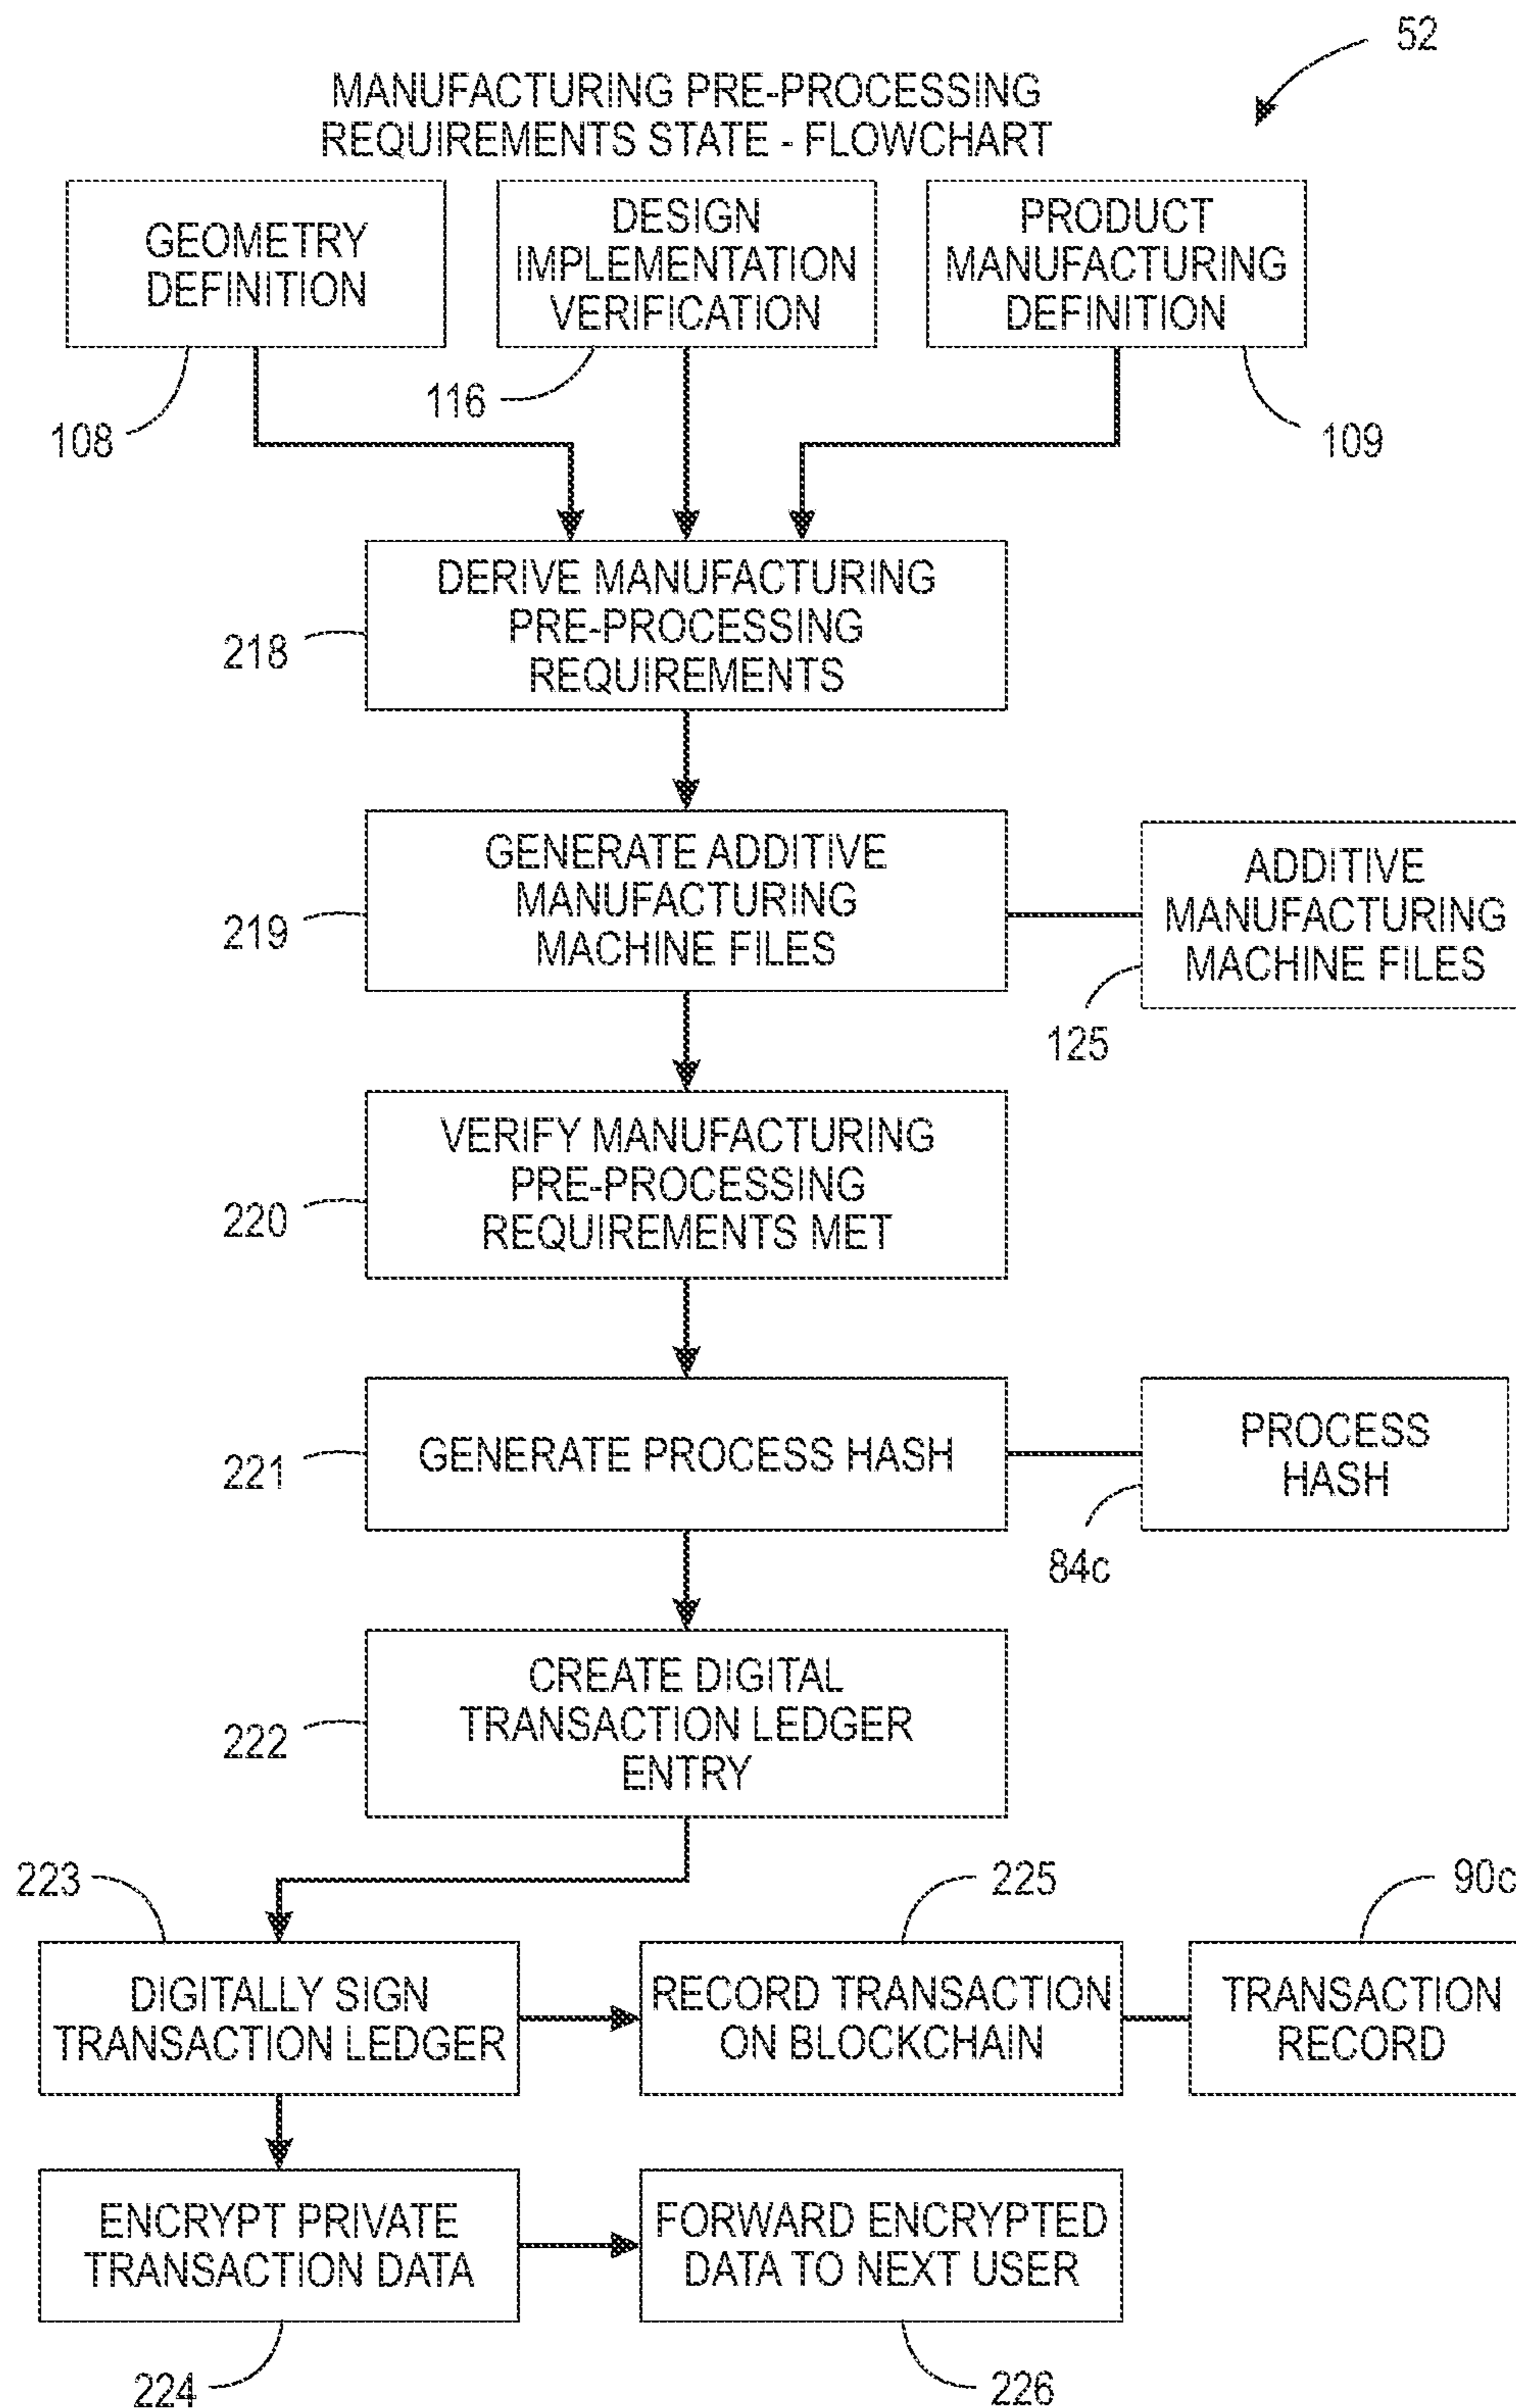 52
MANUFACTURING PRE-PROCESSING
REQUIREMENTS STATE - FLOWCHART
GEOMETRY
DEFINITION
DESIGN
IMPLEMENTATION
VERIFICATION
PRODUCT
MANUFACTURING
DEFINITION
108
116
109
DERIVE MANUFACTURING
PRE-PROCESSING
REQUIREMENTS
218
GENERATE ADDITIVE
MANUFACTURING
MACHINE FILES
219
ADDITIVE
MANUFACTURING
MACHINE FILES
125
VERIFY MANUFACTURING
PRE-PROCESSING
REQUIREMENTS MET
220
GENERATE PROCESS HASH
221
PROCESS
HASH
84c
CREATE DIGITAL
TRANSACTION LEDGER
ENTRY
222
223
225
90c
DIGITALLY SIGN
TRANSACTION LEDGER
RECORD TRANSACTION
ON BLOCKCHAIN
TRANSACTION
RECORD
ENCRYPT PRIVATE
TRANSACTION DATA
FORWARD ENCRYPTED
DATA TO NEXT USER
224
226